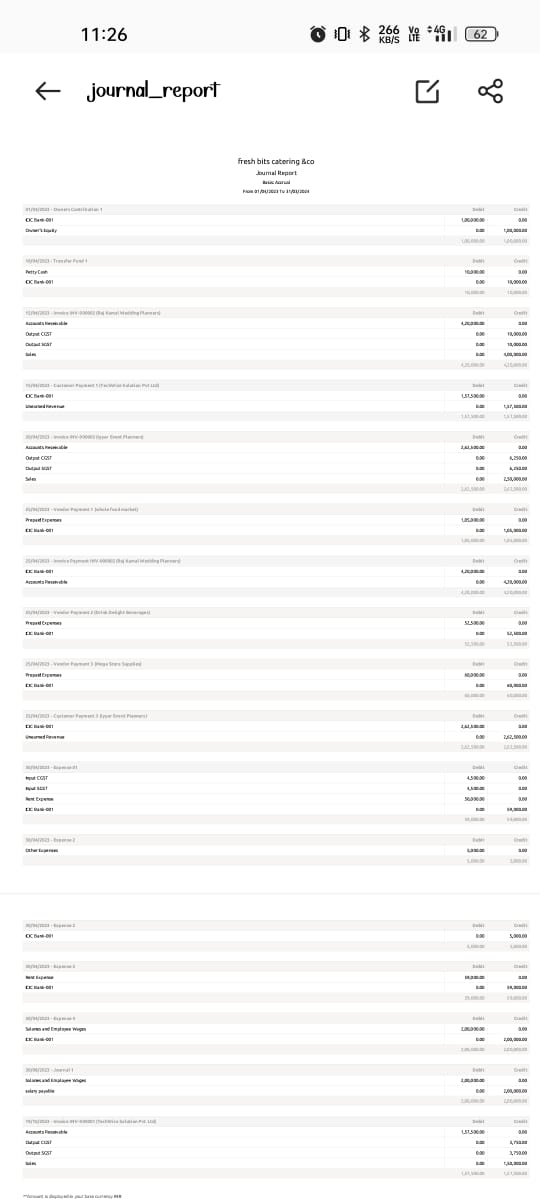 11:26
266 KB/S Vo LTE 4G 62
journal_report
fresh bits catering &co
Journal Report
Basis: Accrual
From 01/04/2023 To 31/03/2024
01/04/2023 - Owners Contribution 1 Debit Credit
ICIC Bank-001 1,00,000.00 0.00
Owner's Equity 0.00 1,00,000.00
1,00,000.00 1,00,000.00
10/04/2023 - Transfer Fund 1 Debit Credit
Petty Cash 10,000.00 0.00
ICIC Bank-001 0.00 10,000.00
10,000.00 10,000.00
15/04/2023 - Invoice INV-000002 (Raj Kamal Wedding Planners) Debit Credit
Accounts Receivable 4,20,000.00 0.00
Output CGST 0.00 10,000.00
Output SGST 0.00 10,000.00
Sales 0.00 4,00,000.00
4,20,000.00 4,20,000.00
15/04/2023 - Customer Payment 1 (TechWise Solution Pvt Ltd) Debit Credit
ICIC Bank-001 1,57,500.00 0.00
Unearned Revenue 0.00 1,57,500.00
1,57,500.00 1,57,500.00
20/04/2023 - Invoice INV-000003 (Iyyer Event Planners) Debit Credit
Accounts Receivable 2,62,500.00 0.00
Output CGST 0.00 6,250.00
Output SGST 0.00 6,250.00
Sales 0.00 2,50,000.00
2,62,500.00 2,62,500.00
25/04/2023 - Vendor Payment 1 (whole food market) Debit Credit
Prepaid Expenses 1,05,000.00 0.00
ICIC Bank-001 0.00 1,05,000.00
1,05,000.00 1,05,000.00
25/04/2023 - Invoice Payment INV-000002 (Raj Kamal Wedding Planners) Debit Credit
ICIC Bank-001 4,20,000.00 0.00
Accounts Receivable 0.00 4,20,000.00
4,20,000.00 4,20,000.00
25/04/2023 - Vendor Payment 2 (Drink Delight Beverages) Debit Credit
Prepaid Expenses 52,500.00 0.00
ICIC Bank-001 0.00 52,500.00
52,500.00 52,500.00
25/04/2023 - Vendor Payment 3 (Mega Store Supplies) Debit Credit
Prepaid Expenses 60,000.00 0.00
ICIC Bank-001 0.00 60,000.00
60,000.00 60,000.00
25/04/2023 - Customer Payment 3 (Iyyer Event Planners) Debit Credit
ICIC Bank-001 2,62,500.00 0.00
Unearned Revenue 0.00 2,62,500.00
2,62,500.00 2,62,500.00
30/04/2023 - Expense 01 Debit Credit
Input CGST 4,500.00 0.00
Input SGST 4,500.00 0.00
Rent Expense 50,000.00 0.00
ICIC Bank-001 0.00 59,000.00
59,000.00 59,000.00
30/04/2023 - Expense 2 Debit Credit
Other Expenses 5,000.00 0.00
5,000.00 5,000.00
30/04/2023 - Expense 2 Debit Credit
ICIC Bank-001 0.00 5,000.00
5,000.00 5,000.00
30/04/2023 - Expense Debit Credit
Rent Expense 59,000.00 0.00
ICIC Bank-001 0.00 59,000.00
59,000.00 59,000.00
30/04/2023 - Expense Debit Credit
Salaries and Employee Wages 2,00,000.00 0.00
ICIC Bank-001 0.00 2,00,000.00
2,00,000.00 2,00,000.00
- Journal 1 Debit Credit
Salaries and Employee Wages 2,00,000.00 0.00
salary payable 0.00 2,00,000.00
2,00,000.00 2,00,000.00
10/10/2023 - Invoice INV-000001 (TechWise Solution Pvt Ltd) Debit Credit
Accounts Receivable 1,57,500.00 0.00
Output CGST 0.00 3,750.00
Output SGST 0.00 3,750.00
Sales 0.00 1,50,000.00
1,57,500.00 1,57,500.00
**Amount is displayed in your base currency INR